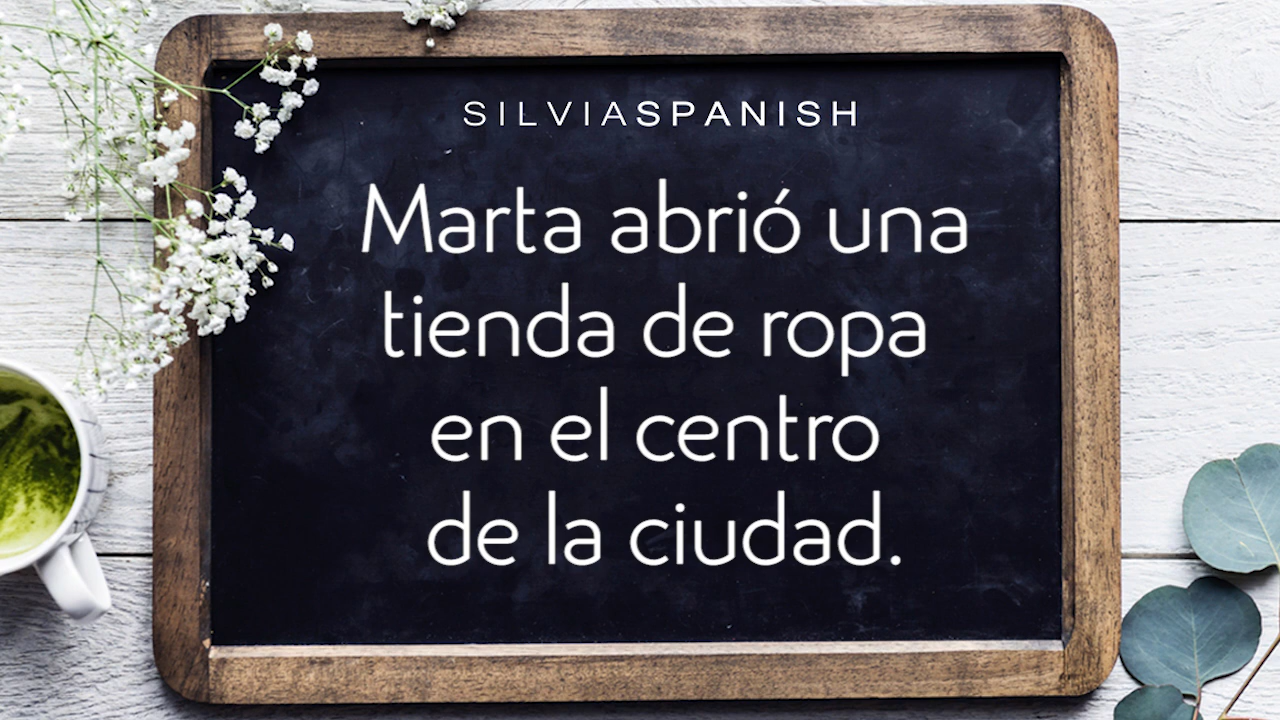 SILVIASPANISH
Marta abrió una
tienda de ropa
en el centro
de la ciudad.